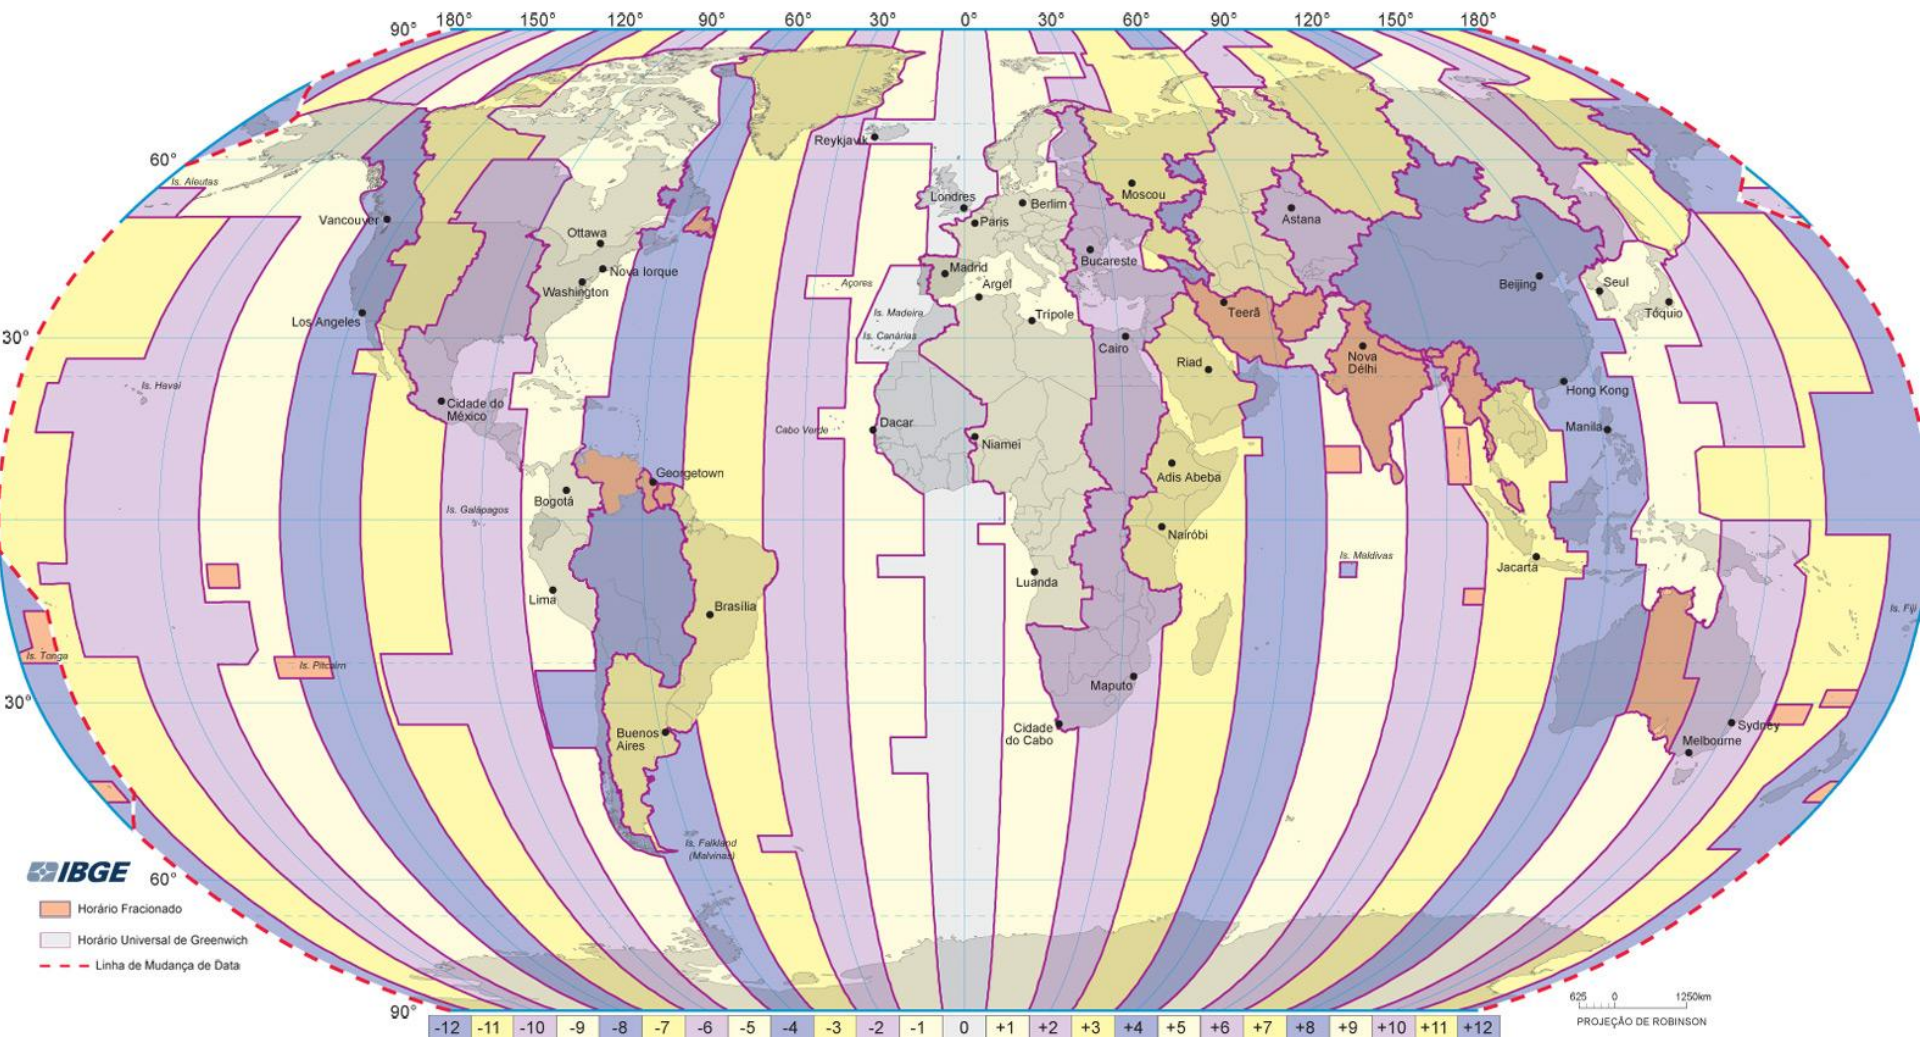 180° 150° 120° 90° 60° 30° 0° 30° 60° 90° 120° 150° 180°
90°
60°
Is. Aleutas
Reykjavik
Vancouver
Ottawa
Nova Iorque
Washington
Los Angeles
Londres
Paris
Berlim
Moscou
Astana
Bucareste
Madrid
Argel
Açores
Is. Madeira
Is. Canárias
Tripole
Cairo
Teerã
Riad
Nova
Délhi
Beijing
Seul
Tóquio
Hong Kong
Manila
30°
Is. Havaí
Cidade do
México
Cabo Verde
Dacar
Niamei
Adis Abeba
Georgetown
Bogotá
Is. Galápagos
Nairóbi
Is. Maldivas
Jacarta
Lima
Brasília
Luanda
Is. Fiji
Is. Tonga
Is. Pitcairn
Maputo
30°
Buenos
Aires
Cidade
do Cabo
Sydney
Melbourne
Is. Falkland
(Malvinas)
IBGE
60°
Horário Fracionado
Horário Universal de Greenwich
Linha de Mudança de Data
90°
625 0 1250km
PROJEÇÃO DE ROBINSON
-12 -11 -10 -9 -8 -7 -6 -5 -4 -3 -2 -1 0 +1 +2 +3 +4 +5 +6 +7 +8 +9 +10 +11 +12